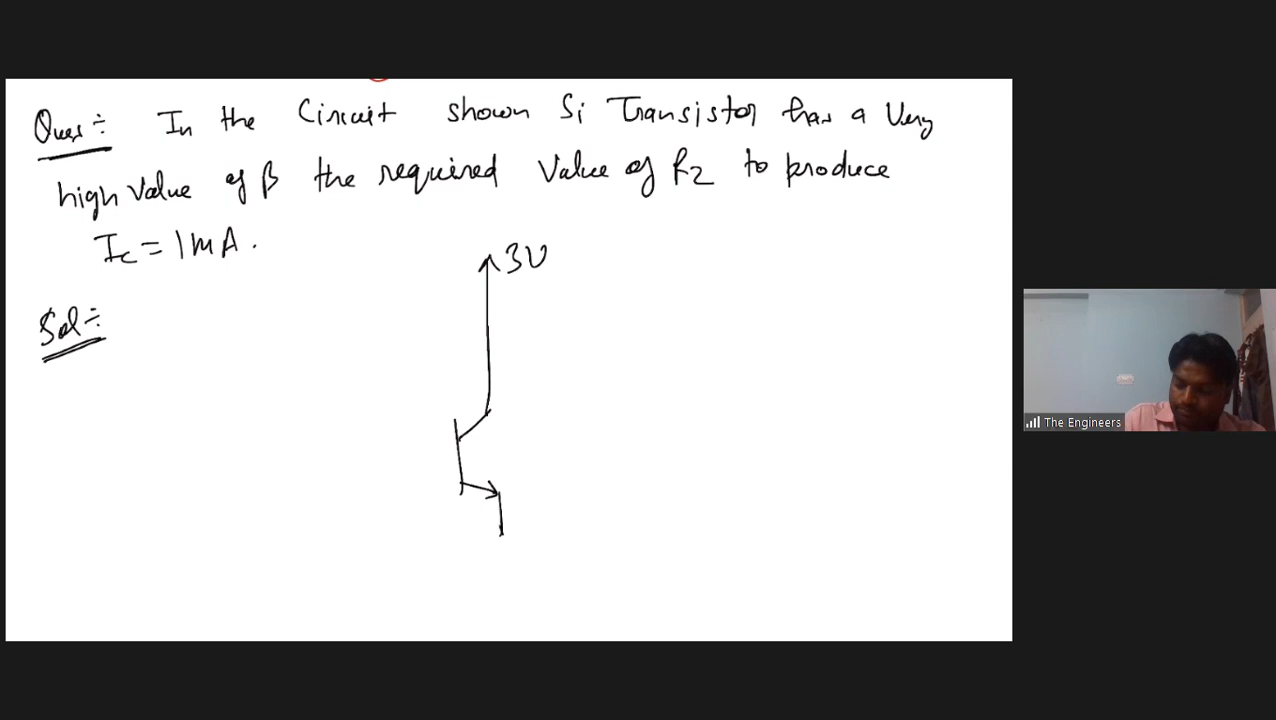 Ques ÷ In the Circuit shown Si Transistor has a Very
high Value of β the required Value of R2 to produce
Ic = 1mA.
3V
Sol ÷
The Engineers